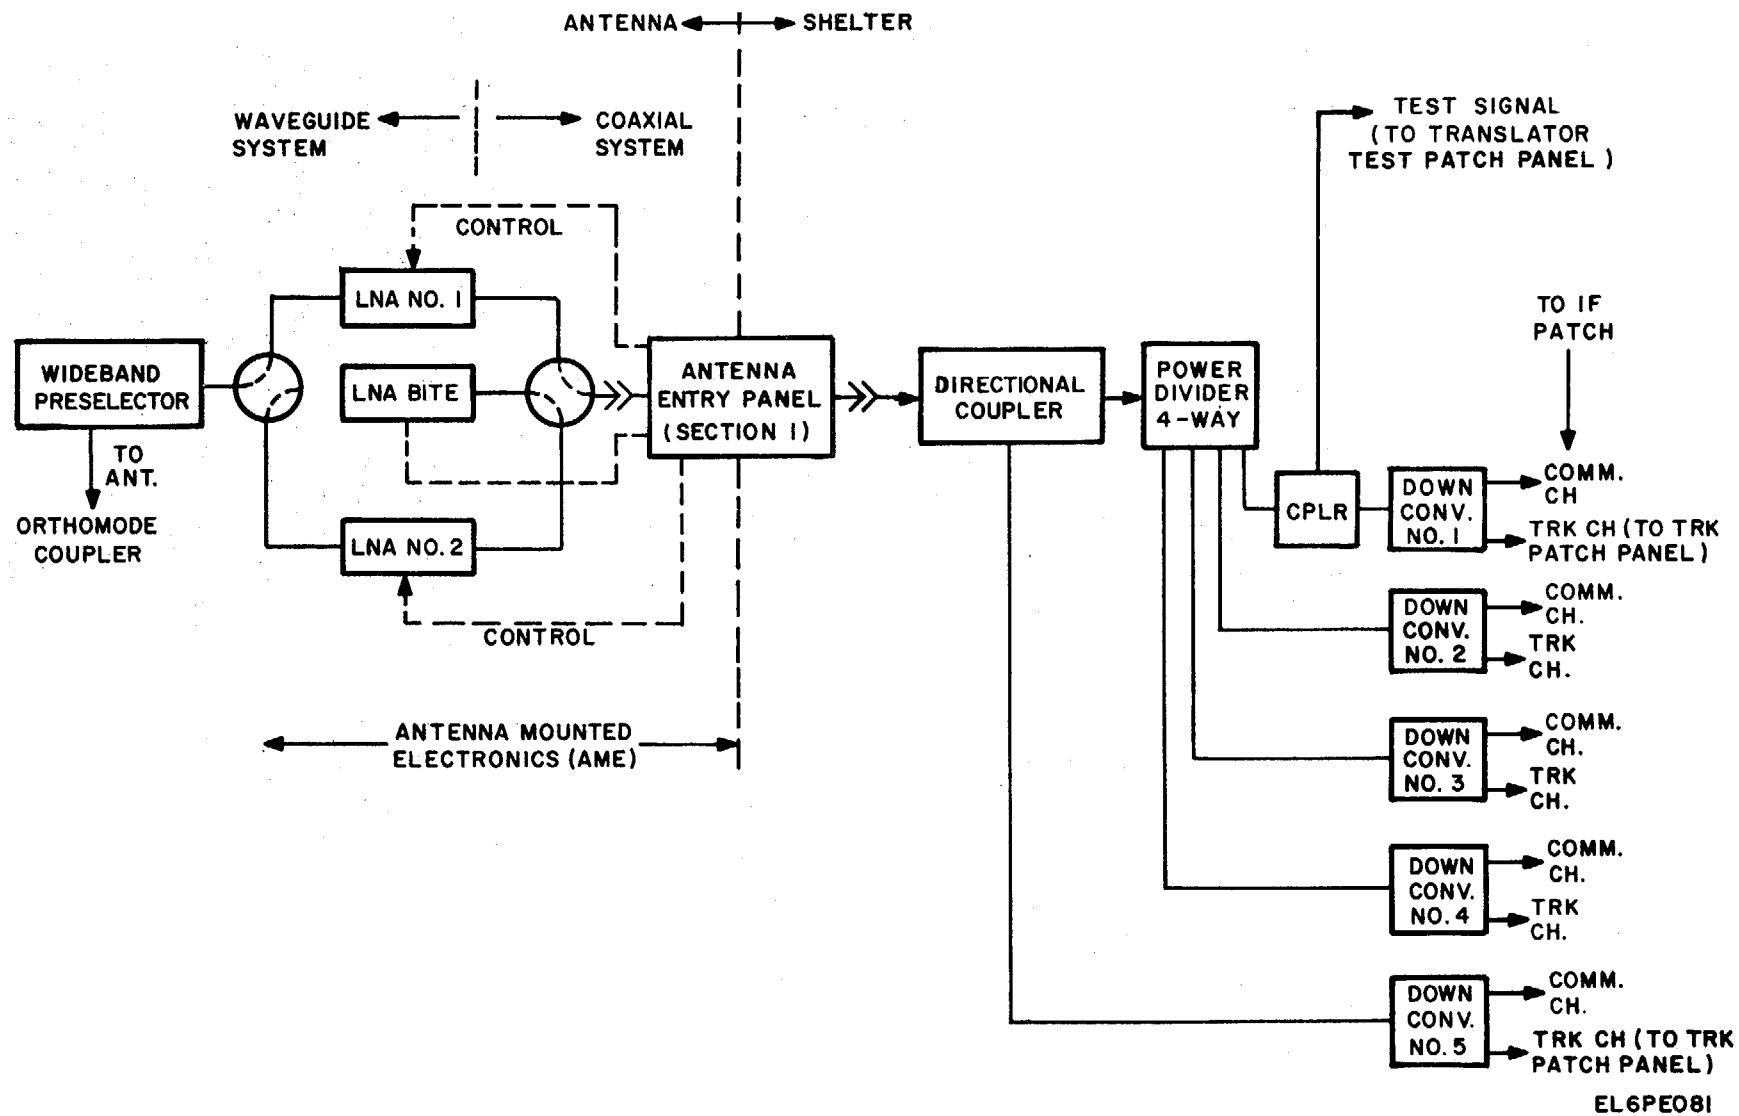 ANTENNA
SHELTER
WAVEGUIDE
SYSTEM
COAXIAL
SYSTEM
TEST SIGNAL
(TO TRANSLATOR
TEST PATCH PANEL)
CONTROL
LNA NO. 1
TO IF
PATCH
WIDEBAND
PRESELECTOR
LNA BITE
ANTENNA
ENTRY PANEL
(SECTION 1)
DIRECTIONAL
COUPLER
POWER
DIVIDER
4-WAY
TO
ANT.
ORTHOMODE
COUPLER
LNA NO. 2
CONTROL
CPLR
DOWN
CONV.
NO. 1
COMM.
CH
TRK CH (TO TRK
PATCH PANEL)
DOWN
CONV.
NO. 2
COMM.
CH.
TRK
CH.
ANTENNA MOUNTED
ELECTRONICS (AME)
DOWN
CONV.
NO. 3
COMM.
CH.
TRK
CH.
DOWN
CONV.
NO. 4
COMM.
CH.
TRK
CH.
DOWN
CONV.
NO. 5
COMM.
CH.
TRK CH (TO TRK
PATCH PANEL)
EL6PE081